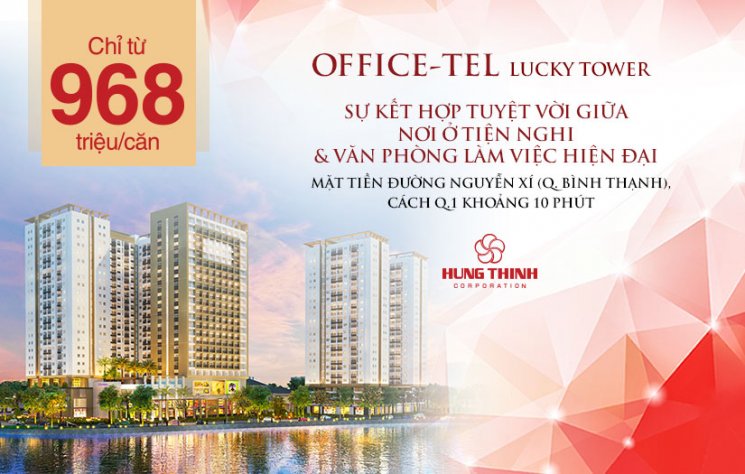 Chỉ từ
968
triệu/căn
OFFICE-TEL LUCKY TOWER
SỰ KẾT HỢP TUYỆT VỜI GIỮA
NƠI Ở TIỆN NGHI
& VĂN PHÒNG LÀM VIỆC HIỆN ĐẠI
MẶT TIỀN ĐƯỜNG NGUYỄN XÍ (Q. BÌNH THẠNH),
CÁCH Q.1 KHOẢNG 10 PHÚT
HUNG THINH
CORPORATION